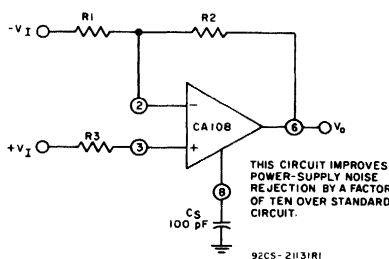 -VI
R1
R2
2
-
CA108
6
Vo
+VI
R3
3
+
8
CS
100 pF
THIS CIRCUIT IMPROVES
POWER-SUPPLY NOISE
REJECTION BY A FACTOR
OF TEN OVER STANDARD
CIRCUIT.
92CS-21131R1